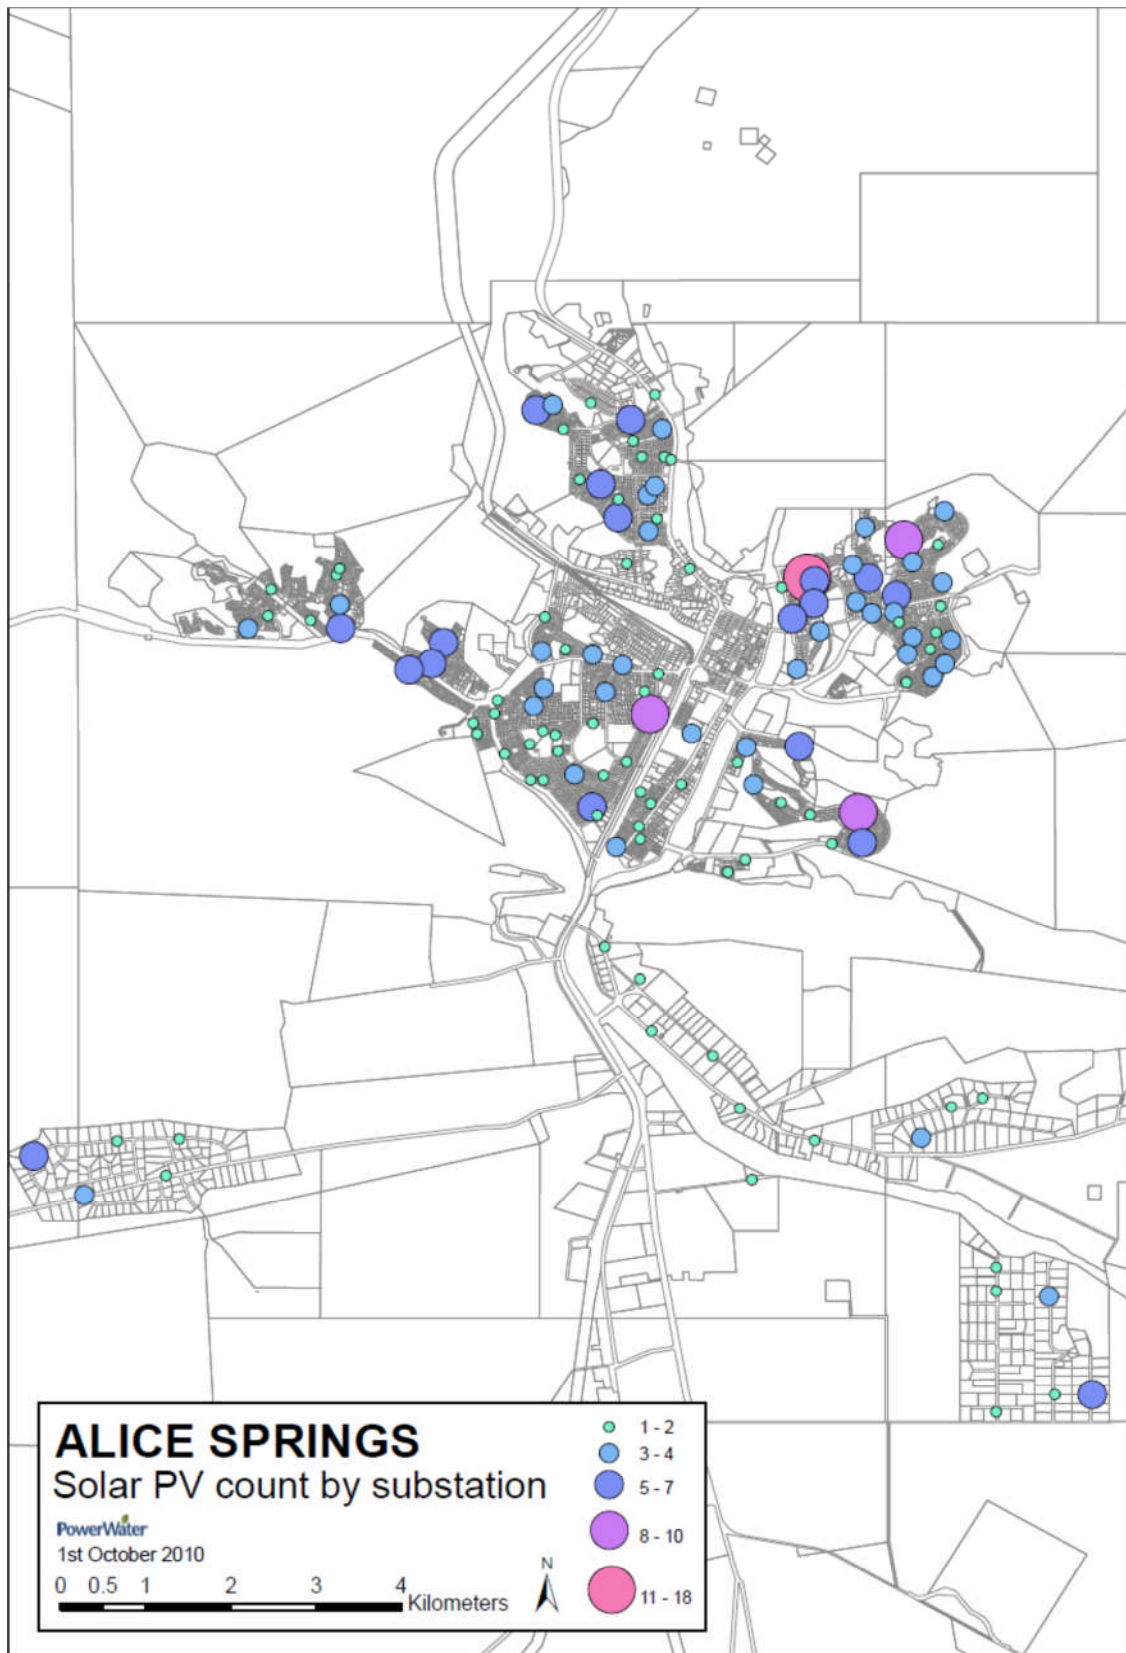 ALICE SPRINGS
Solar PV count by substation
PowerWater
1st October 2010
0 0.5 1 2 3 4
Kilometers
N
1 - 2
3 - 4
5 - 7
8 - 10
11 - 18